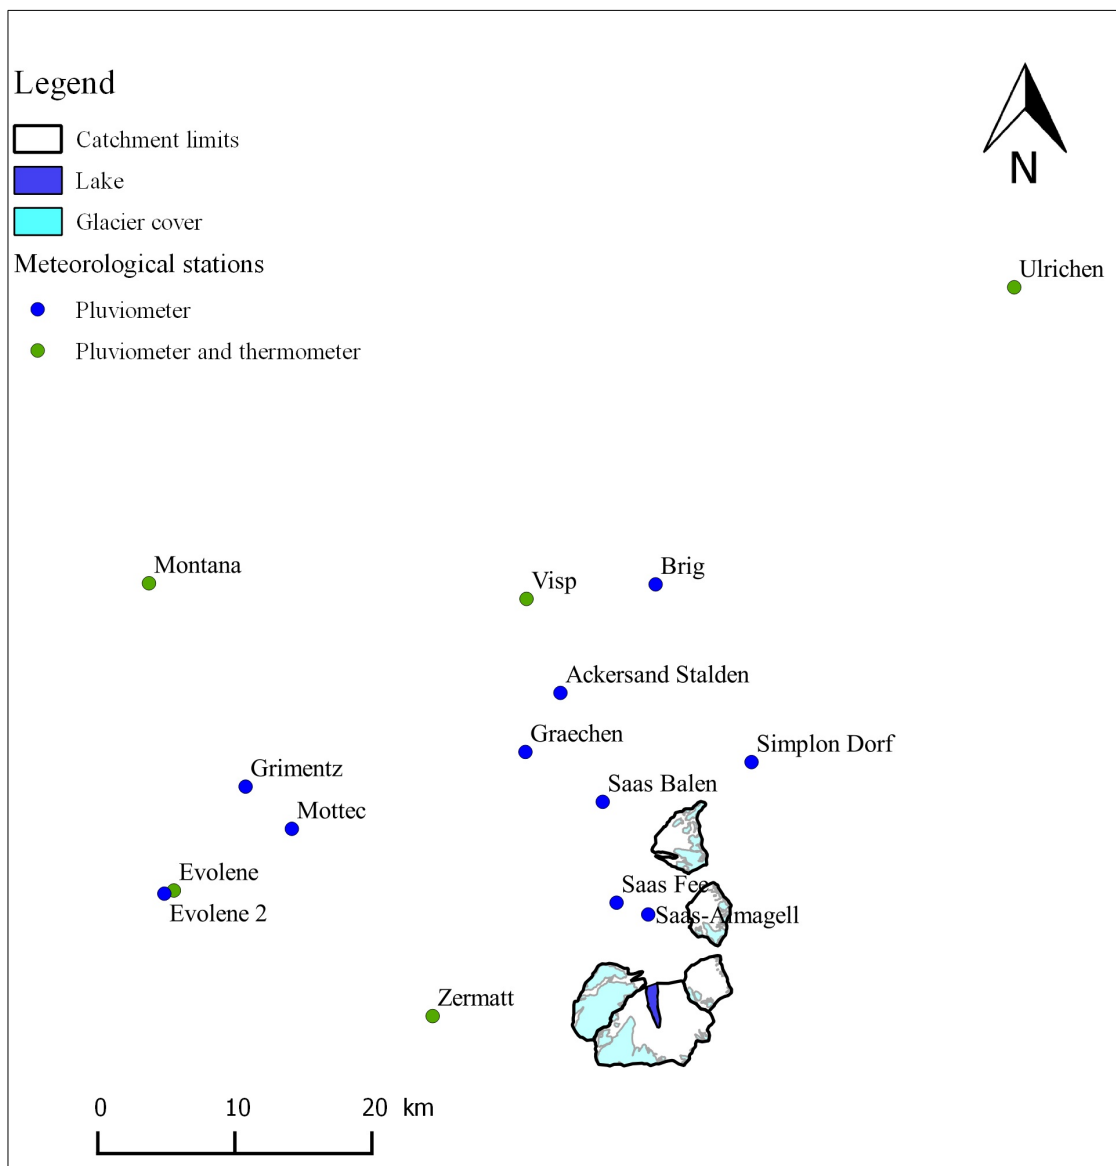 Legend
Catchment limits
Lake
Glacier cover
Meteorological stations
Pluviometer
Pluviometer and thermometer
N
Ulrichen
Montana
Visp
Brig
Ackersand Stalden
Graechen
Simplon Dorf
Grimentz
Saas Balen
Mottec
Evolene
Evolene 2
Saas Fee
Saas-Almagell
Zermatt
0 10 20 km